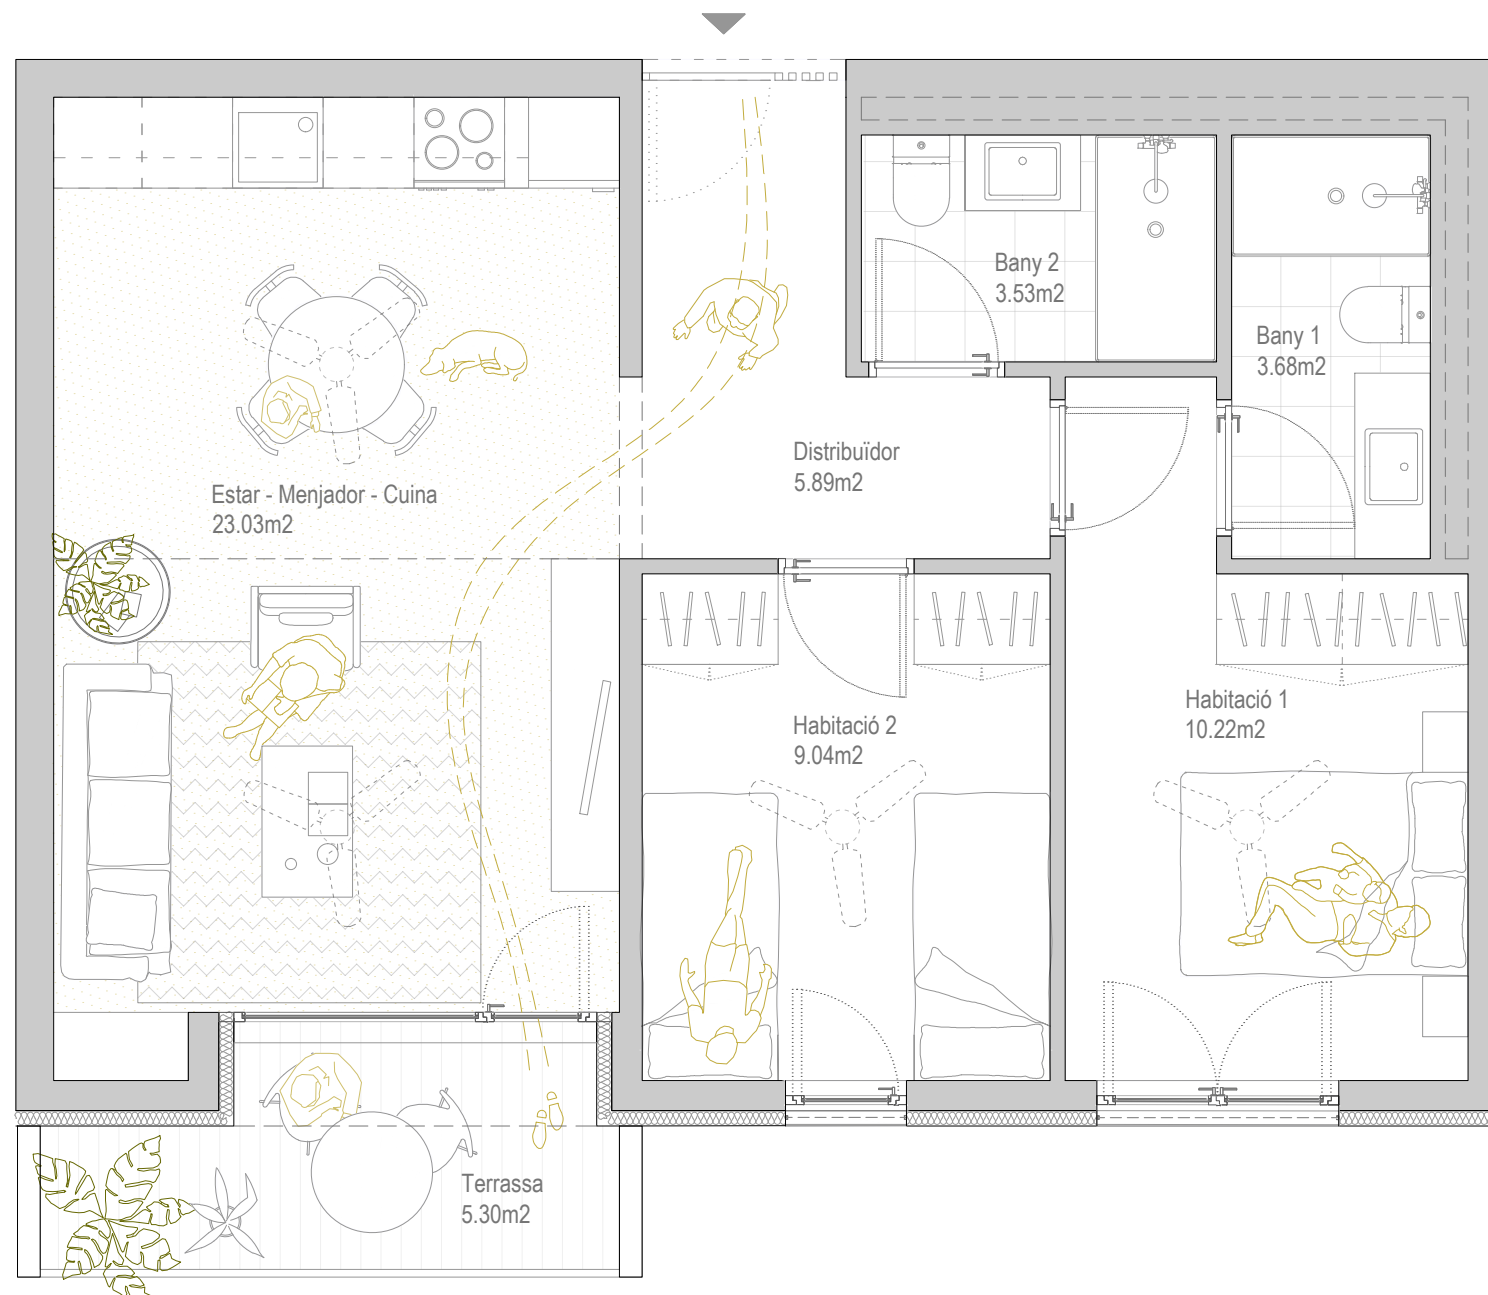 Bany 2
3.53m2
Bany 1
3.68m2
Distribuïdor
5.89m2
Estar - Menjador - Cuina
23.03m2
Habitació 2
9.04m2
Habitació 1
10.22m2
Terrassa
5.30m2